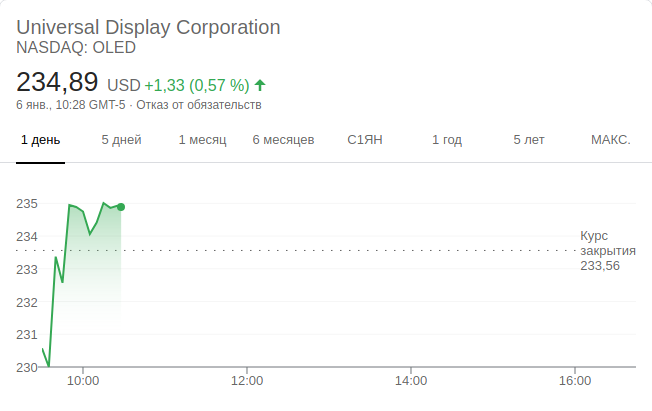 Universal Display Corporation
NASDAQ: OLED
234,89 USD +1,33 (0,57 %)
6 янв., 10:28 GMT-5 · Отказ от обязательств
1 день 5 дней 1 месяц 6 месяцев С1ЯН 1 год 5 лет МАКС.
235
234
233
232
231
230
Курс
закрытия
233,56
10:00 12:00 14:00 16:00